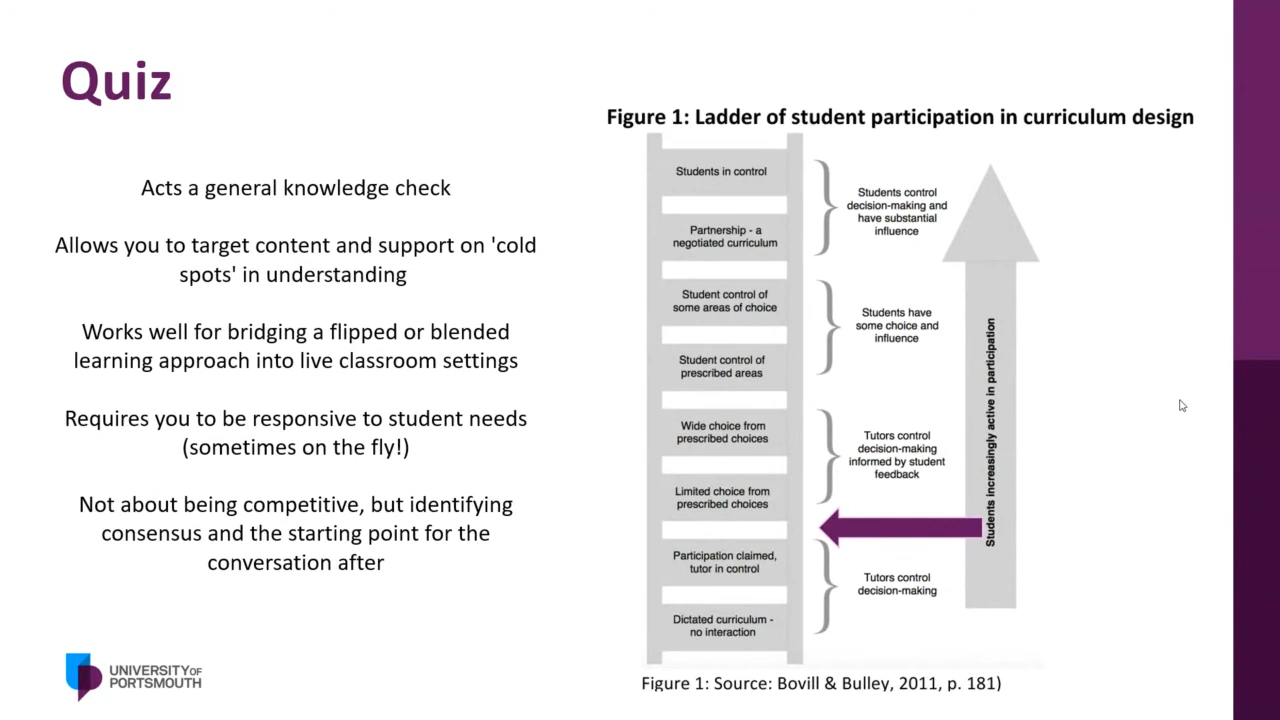 Quiz
Acts a general knowledge check
Allows you to target content and support on 'cold
spots' in understanding
Works well for bridging a flipped or blended
learning approach into live classroom settings
Requires you to be responsive to student needs
(sometimes on the fly!)
Not about being competitive, but identifying
consensus and the starting point for the
conversation after
UNIVERSITY OF
PORTSMOUTH
Figure 1: Ladder of student participation in curriculum design
Students in control
Partnership - a
negotiated curriculum
Student control of
some areas of choice
Student control of
prescribed areas
Wide choice from
prescribed choices
Limited choice from
prescribed choices
Participation claimed,
tutor in control
Dictated curriculum -
no interaction
Students control
decision-making and
have substantial
influence
Students have
some choice and
influence
Tutors control
decision-making
informed by student
feedback
Tutors control
decision-making
Students increasingly active in participation
Figure 1: Source: Bovill & Bulley, 2011, p. 181)